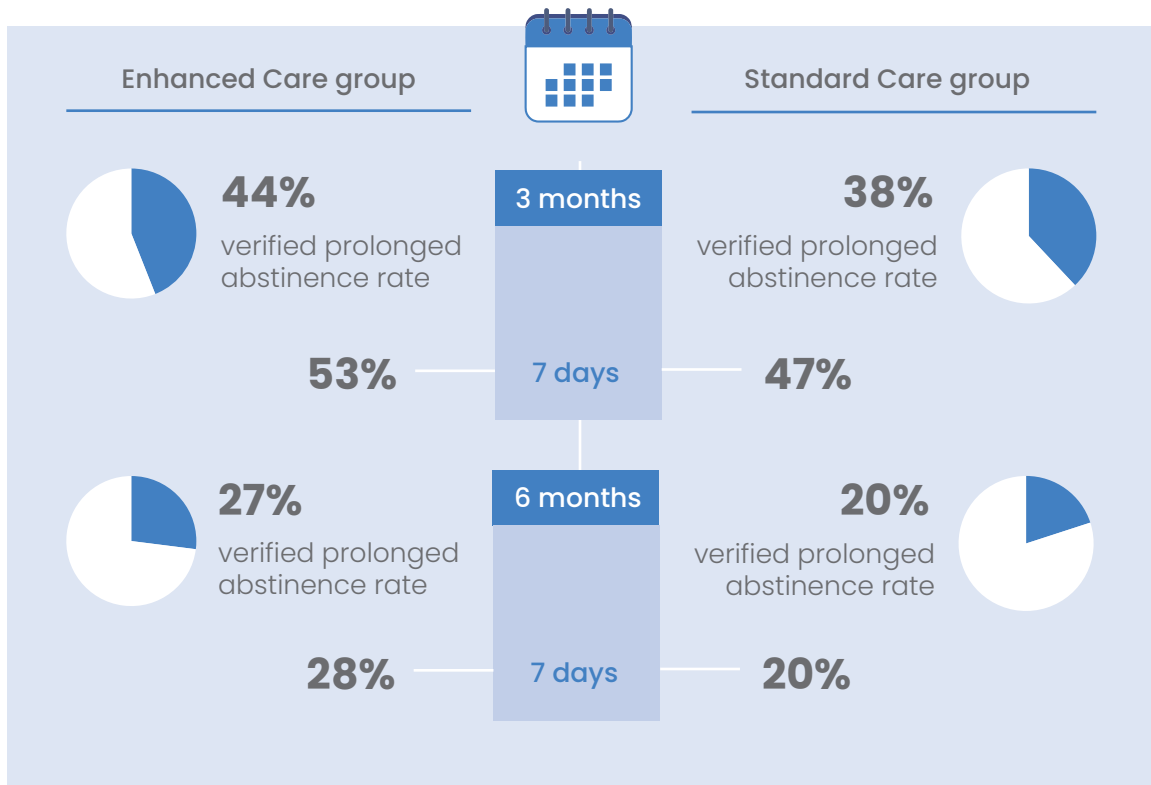 Enhanced Care group
Standard Care group
3 months
44%
verified prolonged
abstinence rate
38%
verified prolonged
abstinence rate
53%
7 days
47%
6 months
27%
verified prolonged
abstinence rate
20%
verified prolonged
abstinence rate
28%
7 days
20%